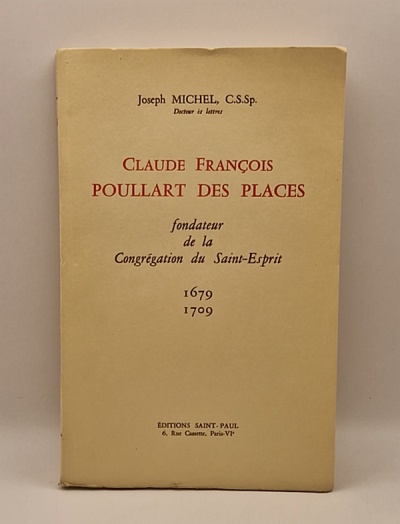 Joseph MICHEL, C.S.Sp.
Docteur ès lettres
CLAUDE FRANÇOIS
POULLART DES PLACES
fondateur
de la
Congrégation du Saint-Esprit
1679
1709
ÉDITIONS SAINT-PAUL
6, Rue Cassette, Paris-VIᵉ